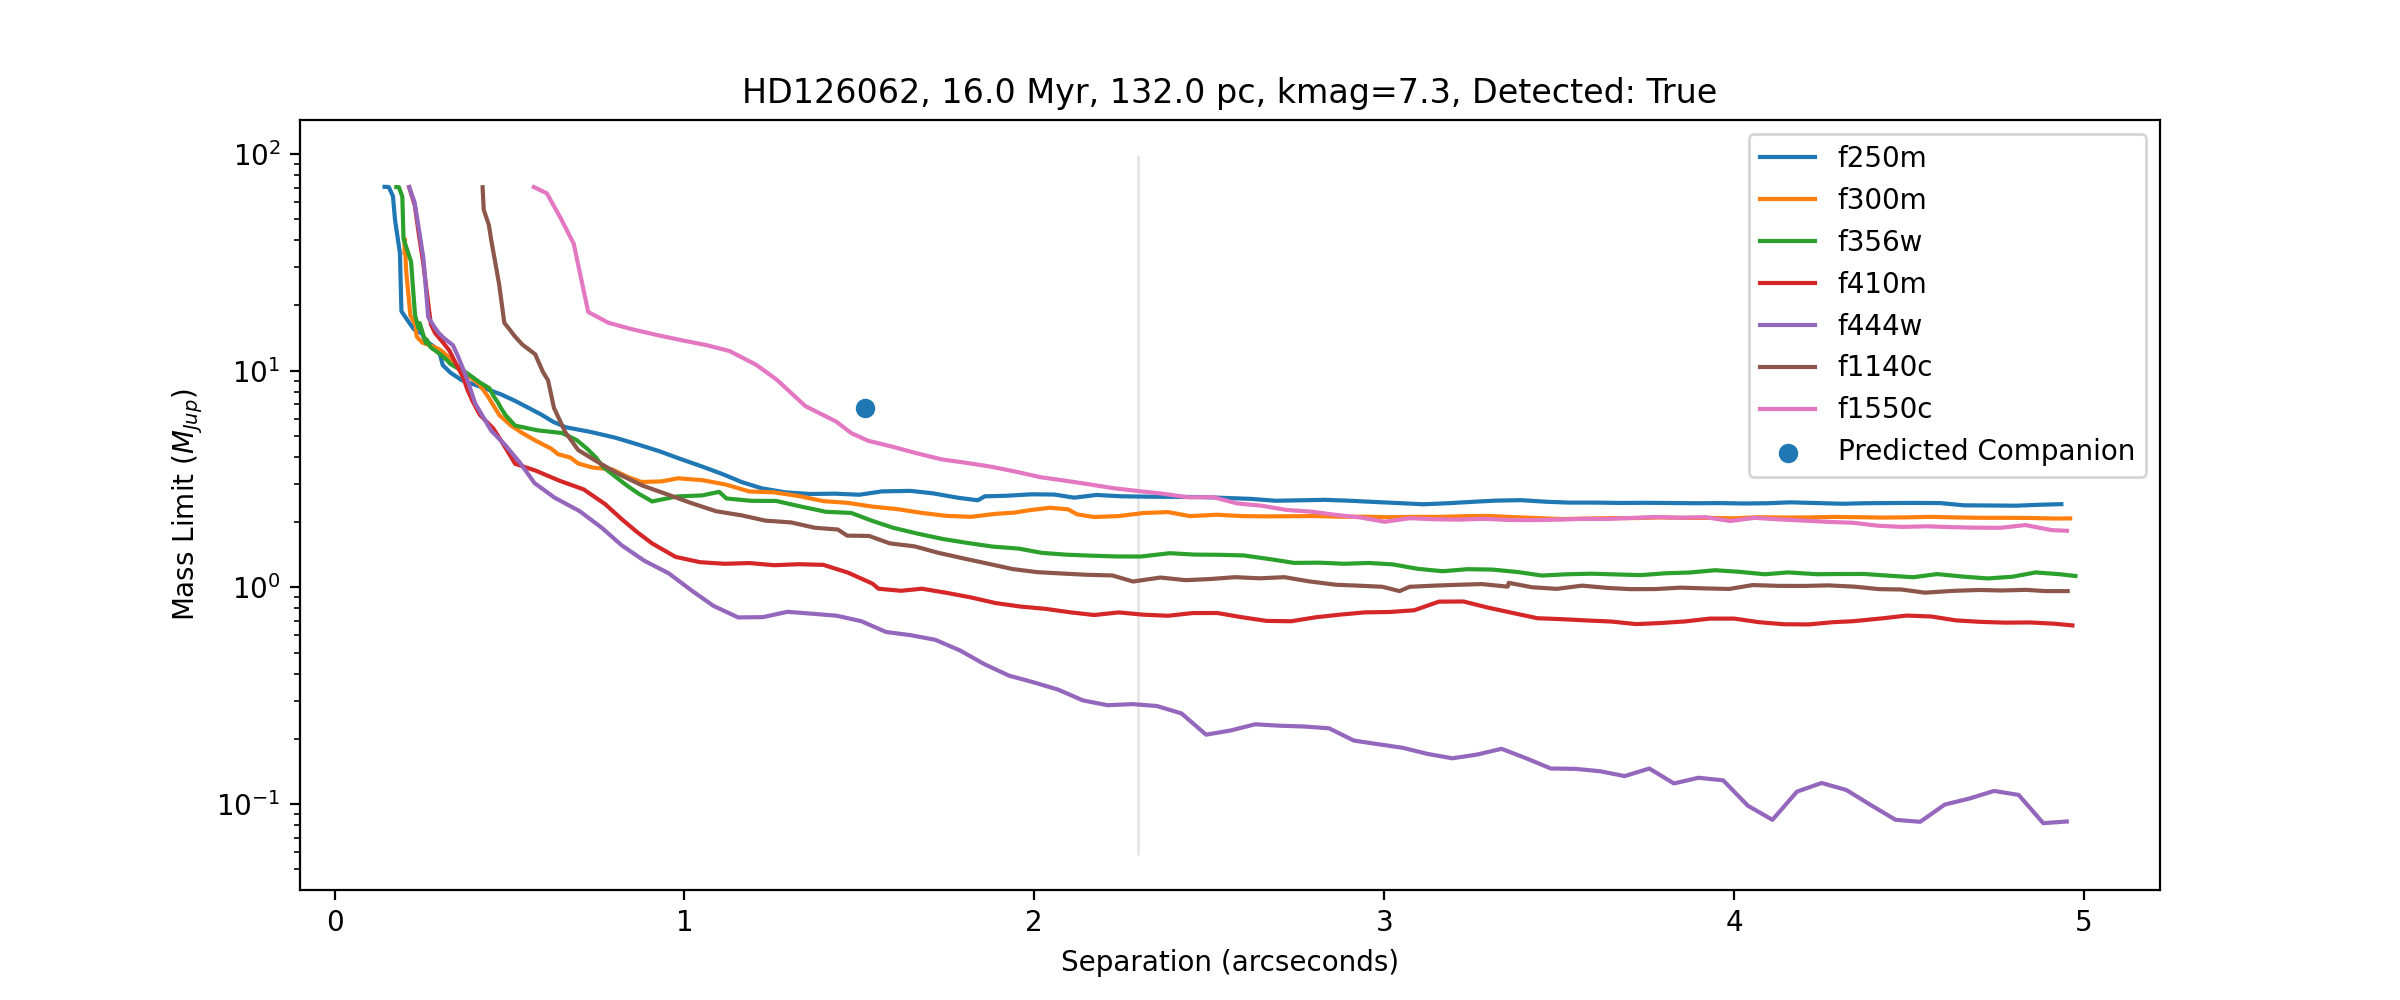 HD126062, 16.0 Myr, 132.0 pc, kmag=7.3, Detected: True
10²
10¹
10⁰
10⁻¹
Mass Limit (M_Jup)
f250m
f300m
f356w
f410m
f444w
f1140c
f1550c
Predicted Companion
0 1 2 3 4 5
Separation (arcseconds)